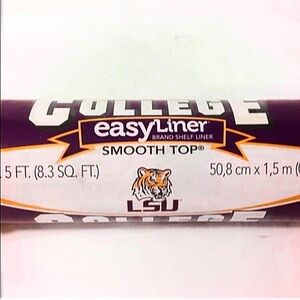 COLLEGE
easyLiner®
BRAND SHELF LINER
SMOOTH TOP®
5 FT. (8.3 SQ. FT.)
50,8 cm x 1,5 m (
LSU
COLLEGE